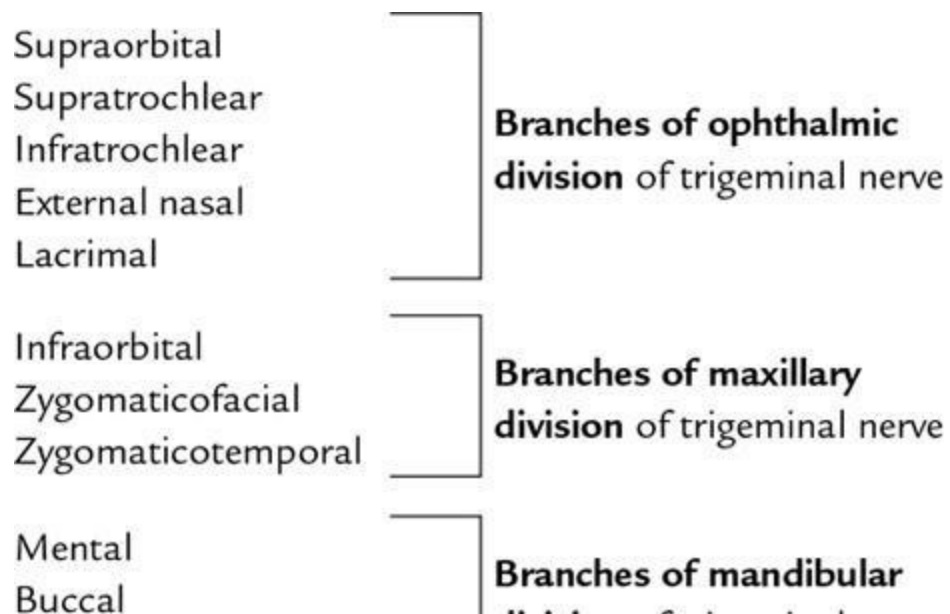 Supraorbital
Supratrochlear
Infratrochlear
External nasal
Lacrimal
Branches of ophthalmic
division of trigeminal nerve
Infraorbital
Zygomaticofacial
Zygomaticotemporal
Branches of maxillary
division of trigeminal nerve
Mental
Buccal
Branches of mandibular